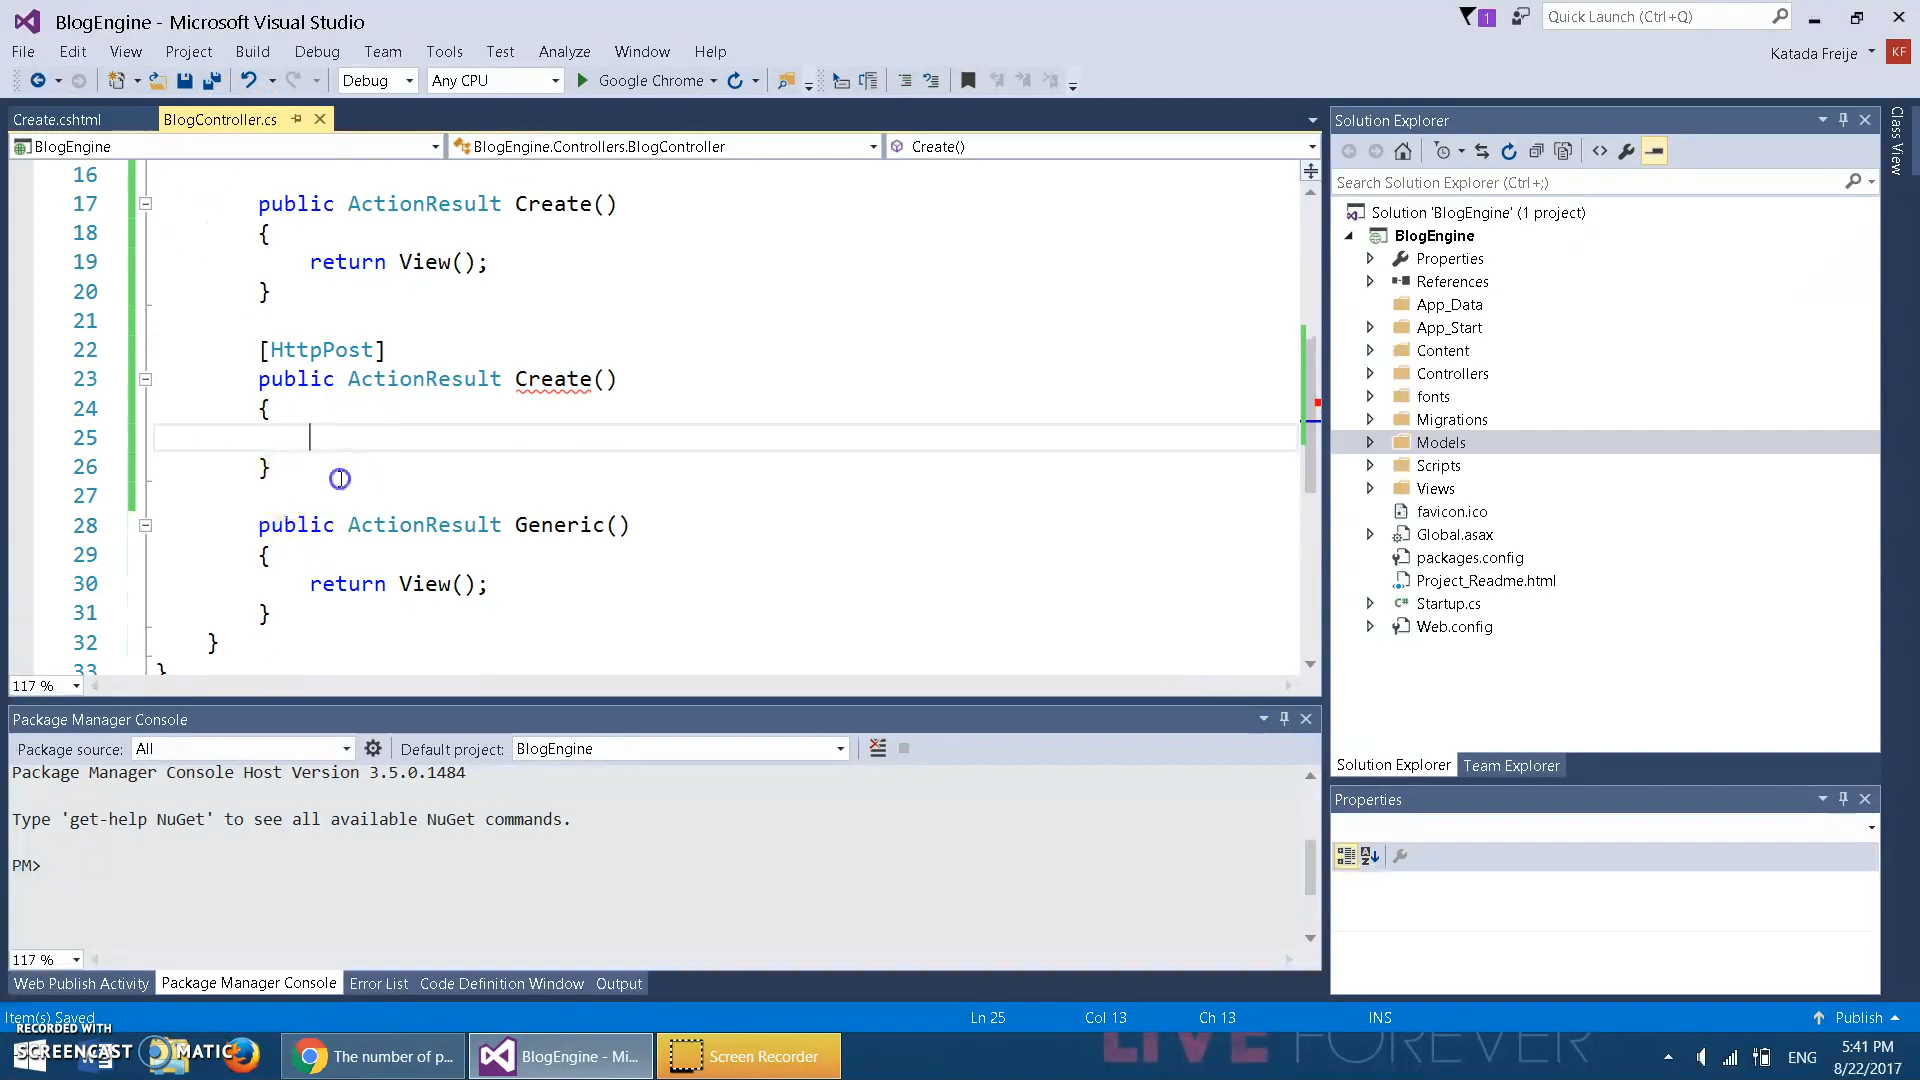 BlogEngine - Microsoft Visual Studio
1
Quick Launch (Ctrl+Q)
File Edit View Project Build Debug Team Tools Test Analyze Window Help
Katada Freije
KF
Debug Any CPU Google Chrome
Create.cshtml BlogController.cs
BlogEngine BlogEngine.Controllers.BlogController Create()
16
17 public ActionResult Create()
18 {
19 return View();
20 }
21
22 [HttpPost]
23 public ActionResult Create()
24 {
25
26 }
27
28 public ActionResult Generic()
29 {
30 return View();
31 }
32 }
33 }
117 %
Package Manager Console
Package source: All Default project: BlogEngine
Package Manager Console Host Version 3.5.0.1484
Type 'get-help NuGet' to see all available NuGet commands.
PM>
117 %
Web Publish Activity Package Manager Console Error List Code Definition Window Output
Solution Explorer
Search Solution Explorer (Ctrl+;)
Solution 'BlogEngine' (1 project)
BlogEngine
Properties
References
App_Data
App_Start
Content
Controllers
fonts
Migrations
Models
Scripts
Views
favicon.ico
Global.asax
packages.config
Project_Readme.html
Startup.cs
Web.config
Solution Explorer Team Explorer
Properties
Class View
Item(s) Saved Ln 25 Col 13 Ch 13 INS Publish
RECORDED WITH
SCREENCAST MATIC
The number of p...
BlogEngine - Mi...
Screen Recorder
LIVE FOREVER
ENG
5:41 PM
8/22/2017